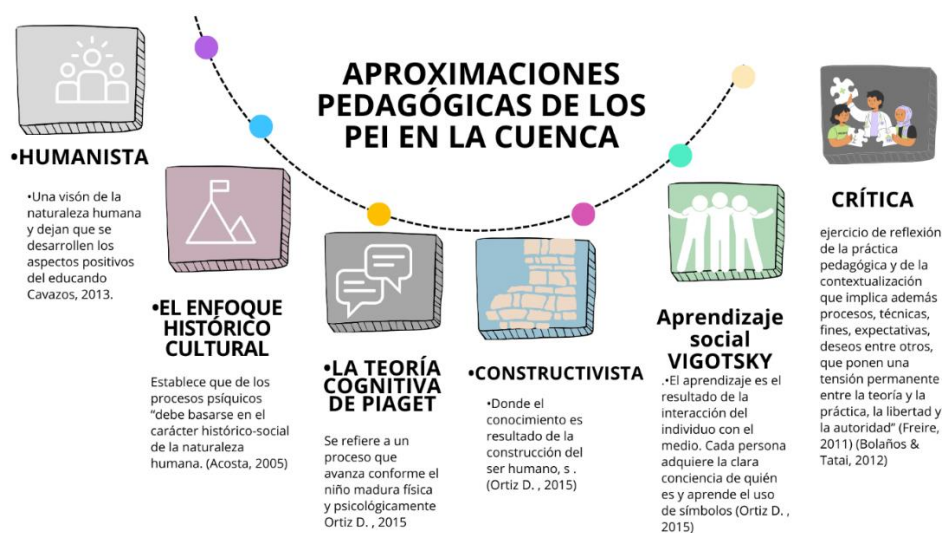 APROXIMACIONES
PEDAGÓGICAS DE LOS
PEI EN LA CUENCA
•HUMANISTA
•Una visón de la
naturaleza humana
y dejan que se
desarrollen los
aspectos positivos
del educando
Cavazos, 2013.
•EL ENFOQUE
HISTÓRICO
CULTURAL
Establece que de los
procesos psíquicos
“debe basarse en el
carácter histórico-social
de la naturaleza
humana. (Acosta, 2005)
•LA TEORÍA
COGNITIVA
DE PIAGET
Se refiere a un
proceso que
avanza conforme el
niño madura física
y psicológicamente
Ortiz D. , 2015
•CONSTRUCTIVISTA
•Donde el
conocimiento es
resultado de la
construcción del
ser humano, s .
(Ortiz D. , 2015)
Aprendizaje
social
VIGOTSKY
.•El aprendizaje es el
resultado de la
interacción del
individuo con el
medio. Cada persona
adquiere la clara
conciencia de quién
es y aprende el uso
de símbolos (Ortiz D. ,
2015)
CRÍTICA
ejercicio de reflexión
de la práctica
pedagógica y de la
contextualización
que implica además
procesos, técnicas,
fines, expectativas,
deseos entre otros,
que ponen una
tensión permanente
entre la teoría y la
práctica, la libertad y
la autoridad” (Freire,
2011) (Bolaños &
Tatai, 2012)